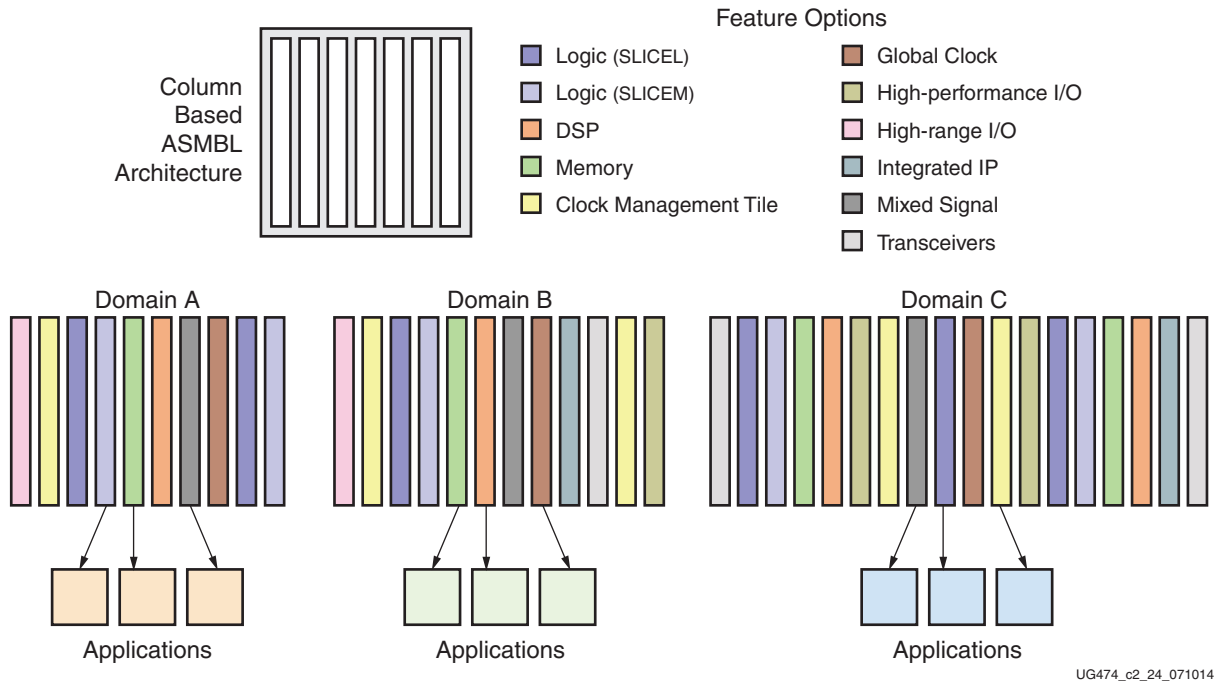 Feature Options
Column
Based
ASMBL
Architecture
Logic (SLICEL)
Logic (SLICEM)
DSP
Memory
Clock Management Tile
Global Clock
High-performance I/O
High-range I/O
Integrated IP
Mixed Signal
Transceivers
Domain A
Domain B
Domain C
Applications
Applications
Applications
UG474_c2_24_071014